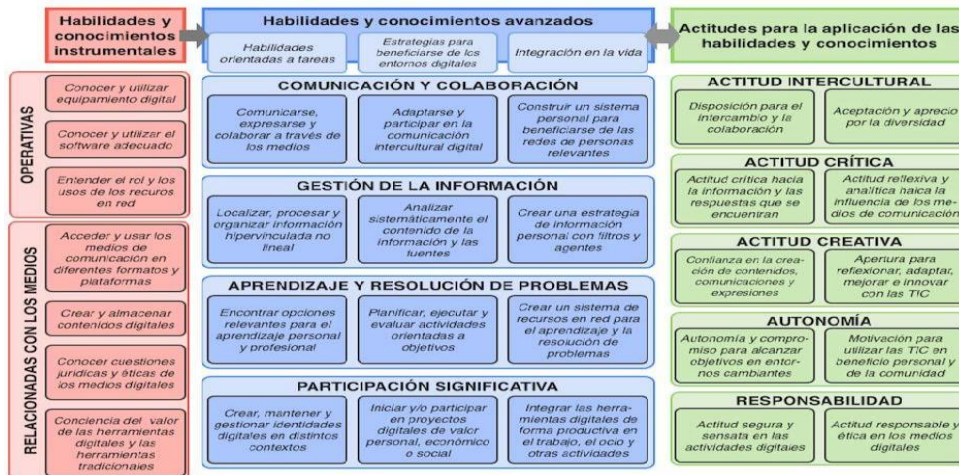 Habilidades y
conocimientos
instrumentales
Habilidades y conocimientos avanzados
Habilidades
orientadas a tareas
Estrategias para
beneficiarse de los
entornos digitales
Integración en la vida
Actitudes para la aplicación de las
habilidades y conocimientos
OPERATIVAS
Conocer y utilizar
equipamiento digital
Conocer y utilizar el
software adecuado
Entender el rol y los
usos de los recuros
en red
RELACIONADAS CON LOS MEDIOS
Acceder y usar los
medios de
comunicación en
diferentes formatos y
plataformas
Crear y almacenar
contenidos digitales
Conocer cuestiones
jurídicas y éticas de
los medios digitales
Conciencia del valor
de las herramientas
digitales y las
herramientas
tradicionales
COMUNICACIÓN Y COLABORACIÓN
Comunicarse,
expresarse y
colaborar a través de
los medios
Adaptarse y
participar en la
comunicación
intercultural digital
Construir un sistema
personal para
beneficiarse de las
redes de personas
relevantes
GESTIÓN DE LA INFORMACIÓN
Localizar, procesar y
organizar información
hipervinculada no
lineal
Analizar
sistemáticamente el
contenido de la
información y las
fuentes
Crear una estrategia
de información
personal con filtros y
agentes
APRENDIZAJE Y RESOLUCIÓN DE PROBLEMAS
Encontrar opciones
relevantes para el
aprendizaje personal
y profesional
Planificar, ejecutar y
evaluar actividades
orientadas a
objetivos
Crear un sistema de
recursos en red para
el aprendizaje y la
resolución de
problemas
PARTICIPACIÓN SIGNIFICATIVA
Crear, mantener y
gestionar identidades
digitales en distintos
contextos
Iniciar y/o participar
en proyectos
digitales de valor
personal, económico
o social
Integrar las herra-
mientas digitales de
forma productiva en
el trabajo, el ocio y
otras actividades
ACTITUD INTERCULTURAL
Disposición para el
intercambio y la
colaboración
Aceptación y aprecio
por la diversidad
ACTITUD CRÍTICA
Actitud crítica hacia
la información y las
respuestas que se
encuentran
Actitud reflexiva y
analítica haica la
influencia de los me-
dios de comunicación
ACTITUD CREATIVA
Confianza en la crea-
ción de contenidos,
comunicaciones y
expresiones
Apertura para
reflexionar, adaptar,
mejorar e innovar
con las TIC
AUTONOMÍA
Autonomía y compro-
miso para alcanzar
objetivos en entor-
nos cambiantes
Motivación para
utilizar las TIC en
beneficio personal y
de la comunidad
RESPONSABILIDAD
Actitud segura y
sensata en las
actividades digitales
Actitud responsable y
ética en los medios
digitales